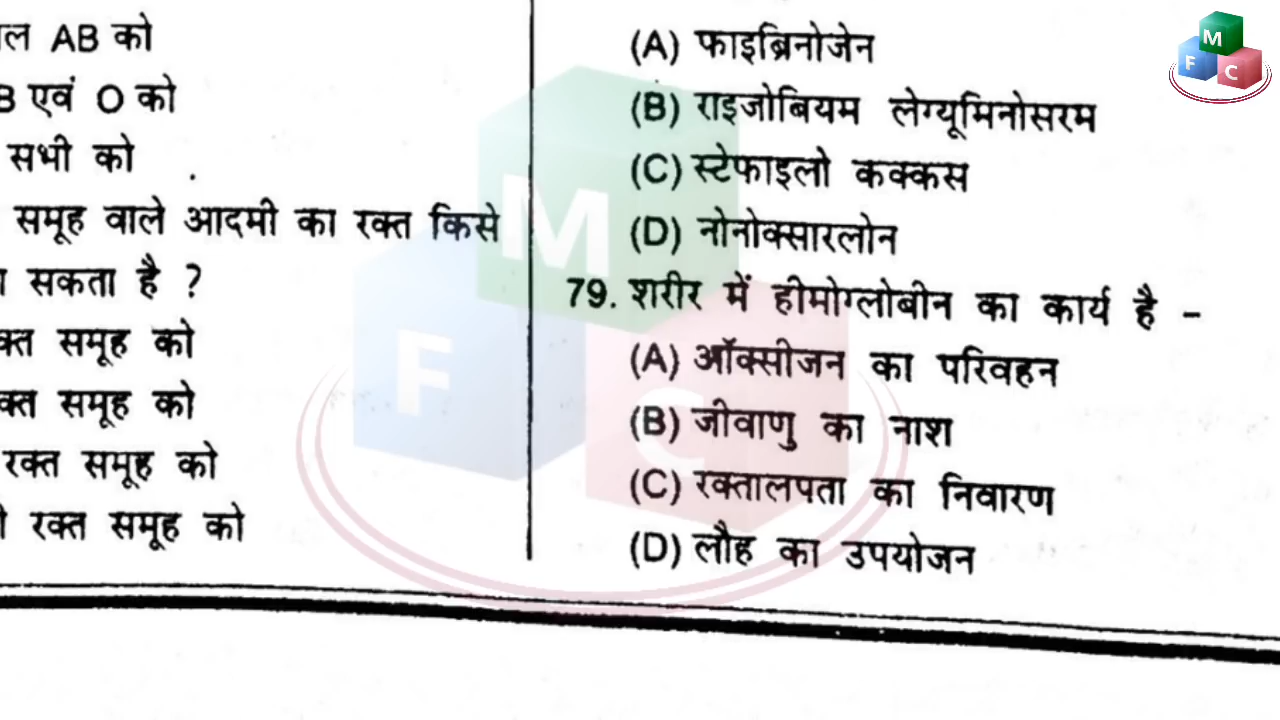 AB को
एवं O को
सभी को
समूह वाले आदमी का रक्त किसे
सकता है ?
समूह को
समूह को
रक्त समूह को
रक्त समूह को
(A) फाइब्रिनोजेन
(B) राइजोबियम लेग्यूमिनोसरम
(C) स्टेफाइलो कक्कस
(D) नोनोक्सारलोन
79. शरीर में हीमोग्लोबीन का कार्य है –
(A) ऑक्सीजन का परिवहन
(B) जीवाणु का नाश
(C) रक्तालपता का निवारण
(D) लौह का उपयोजन
M
F C
M
F C